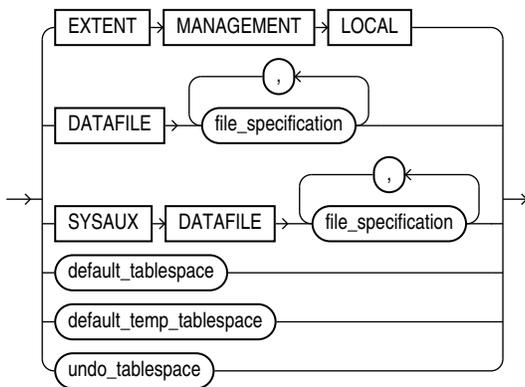 EXTENT MANAGEMENT LOCAL
,
DATAFILE file_specification
,
SYSAUX DATAFILE file_specification
default_tablespace
default_temp_tablespace
undo_tablespace